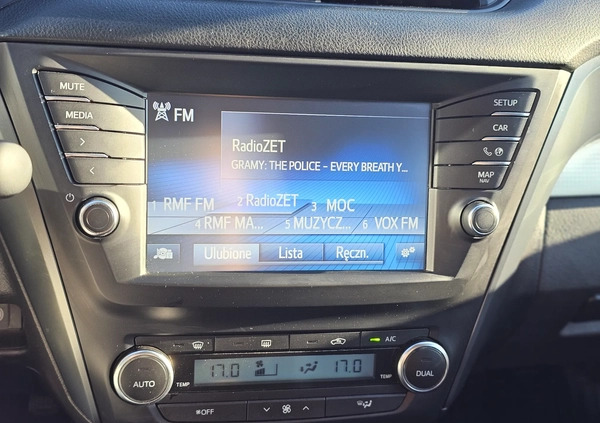 MUTE
MEDIA
>
<
FM
RadioZET
GRAMY: THE POLICE – EVERY BREATH Y...
1 RMF FM 2 RadioZET 3 MOC
4 RMF MA... 5 MUZYCZ... 6 VOX FM
Ulubione Lista Ręczn.
SETUP
CAR
MAP
NAV
A/C
AUTO TEMP 17.0 17.0 TEMP DUAL
OFF